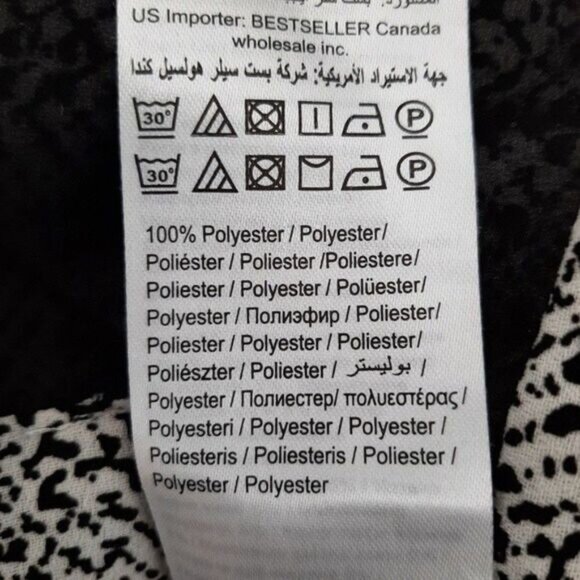 US Importer: BESTSELLER Canada
wholesale inc.
جهة الاستيراد الأمريكية: شركة بست سيلر هولسيل كندا
30° P
30° P
100% Polyester / Polyester/
Poliéster / Poliester /Poliestere/
Poliester / Polyester / Polüester/
Polyester / Полиэфир / Poliester/
Poliester / Polyester / Poliester/
Poliészter / Poliester / بوليستر /
Polyester / Полиестер/ πολυεστέρας/
Polyesteri / Polyester / Polyester /
Poliesteris / Poliesteris / Poliester /
Polyester / Polyester